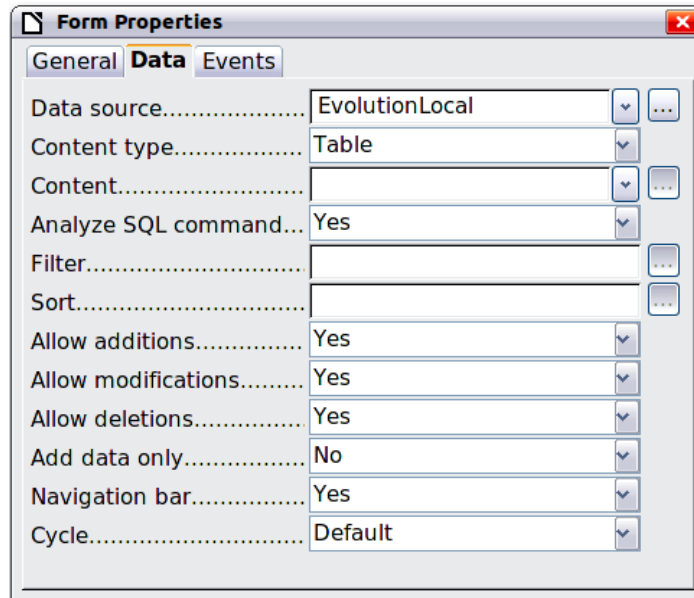 Form Properties
General Data Events
Data source..................... EvolutionLocal ...
Content type................... Table
Content........................... ...
Analyze SQL command... Yes
Filter.............................. ...
Sort................................ ...
Allow additions............... Yes
Allow modifications......... Yes
Allow deletions............... Yes
Add data only................. No
Navigation bar................ Yes
Cycle.............................. Default